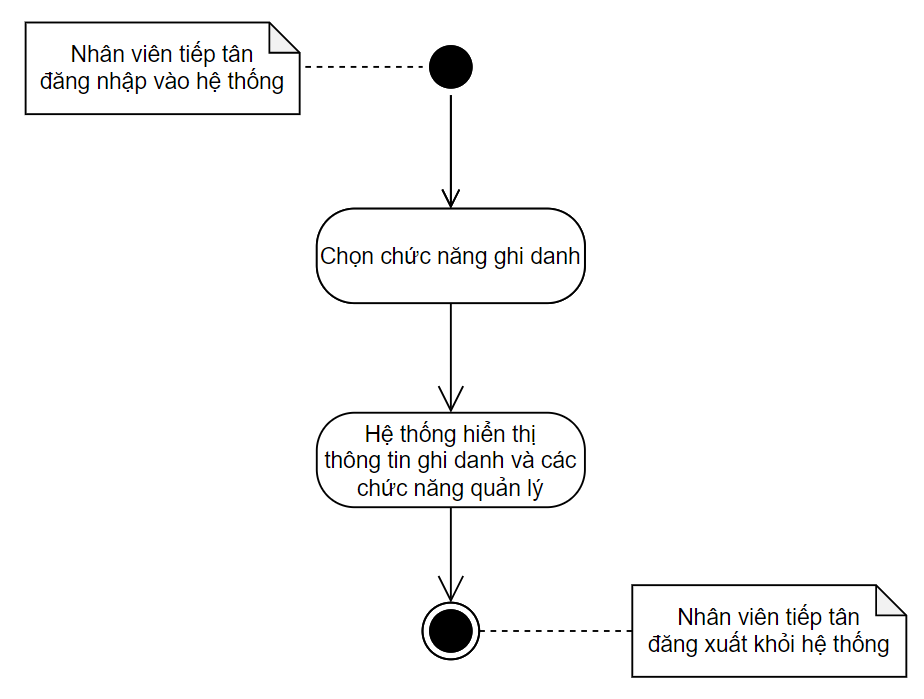 Nhân viên tiếp tân
đăng nhập vào hệ thống
Chọn chức năng ghi danh
Hệ thống hiển thị
thông tin ghi danh và các
chức năng quản lý
Nhân viên tiếp tân
đăng xuất khỏi hệ thống